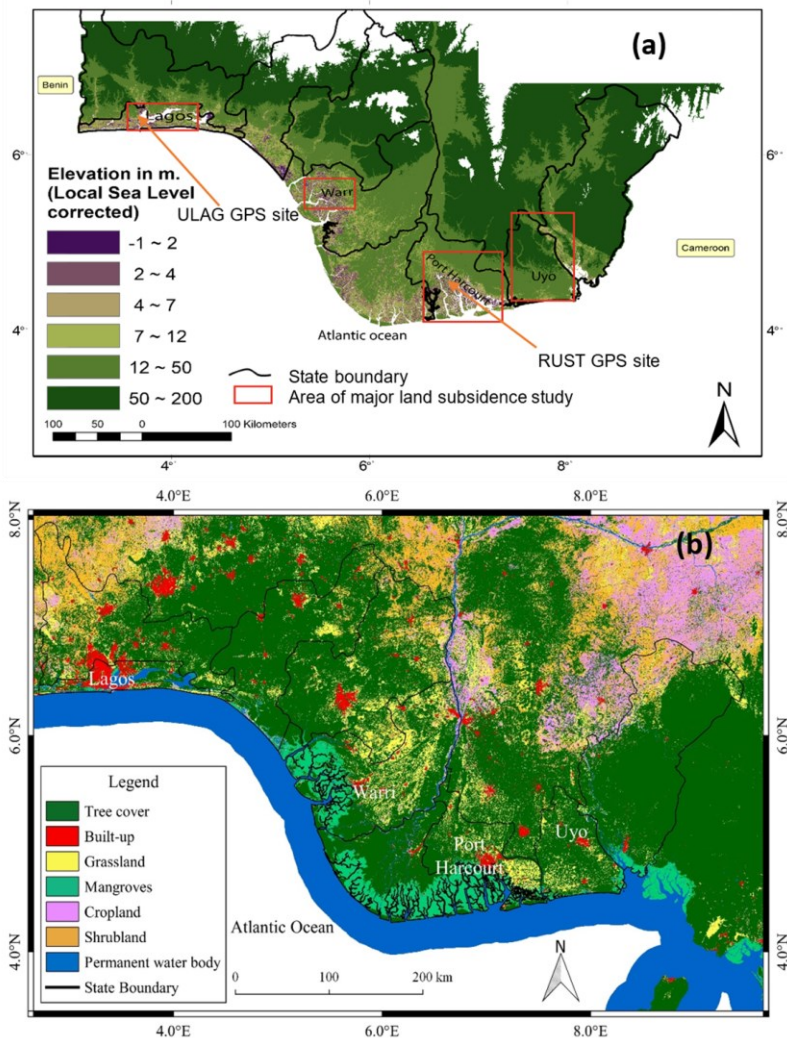 (a)
Benin
Lagos
6°
6°
Elevation in m.
(Local Sea Level
corrected)
ULAG GPS site
Warr
-1 ~ 2
2 ~ 4
4 ~ 7
7 ~ 12
12 ~ 50
50 ~ 200
Port Harcourt
Uyo
Cameroon
4°
4°
Atlantic ocean
RUST GPS site
State boundary
Area of major land subsidence study
N
100 50 0 100 Kilometers
4° 6° 8°
4.0°E 6.0°E 8.0°E
8.0°N
8.0°N
(b)
Lagos
6.0°N
6.0°N
Legend
Tree cover
Built-up
Grassland
Mangroves
Cropland
Shrubland
Permanent water body
State Boundary
Warri
Port
Harcourt
Uyo
Atlantic Ocean
4.0°N
4.0°N
N
0 100 200 km
4.0°E 6.0°E 8.0°E